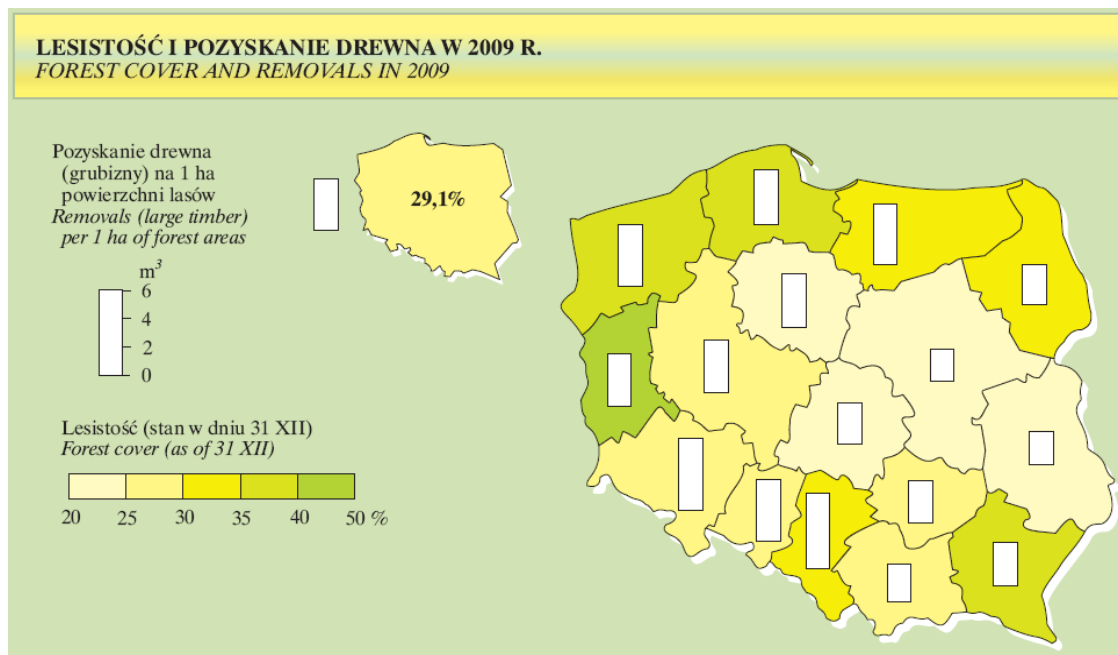 LESISTOŚĆ I POZYSKANIE DREWNA W 2009 R.
FOREST COVER AND REMOVALS IN 2009
Pozyskanie drewna
(grubizny) na 1 ha
powierzchni lasów
Removals (large timber)
per 1 ha of forest areas
29,1%
m³
6
4
2
0
Lesistość (stan w dniu 31 XII)
Forest cover (as of 31 XII)
20 25 30 35 40 50 %